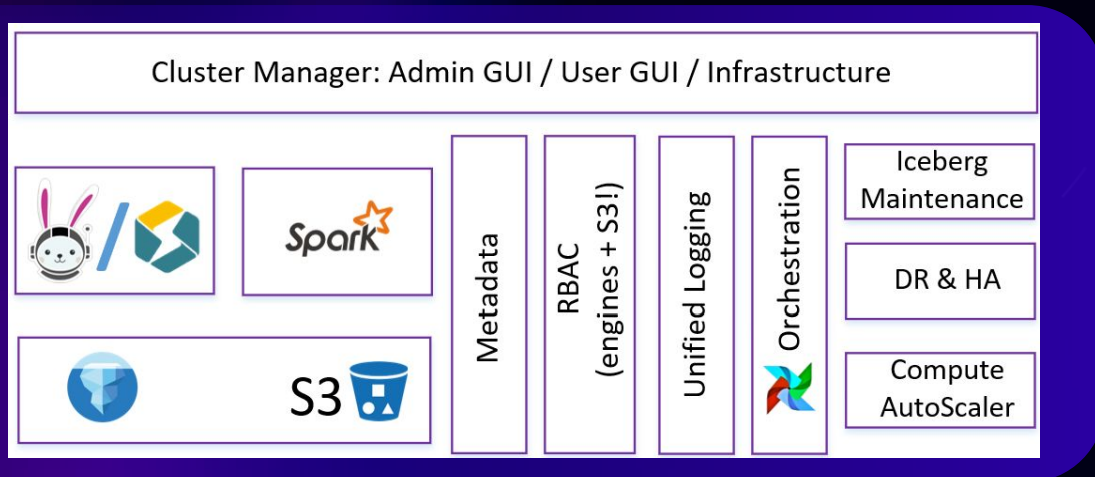 Cluster Manager: Admin GUI / User GUI / Infrastructure
/
Spark
S3
Metadata
RBAC
(engines + S3!)
Unified Logging
Orchestration
Iceberg
Maintenance
DR & HA
Compute
AutoScaler